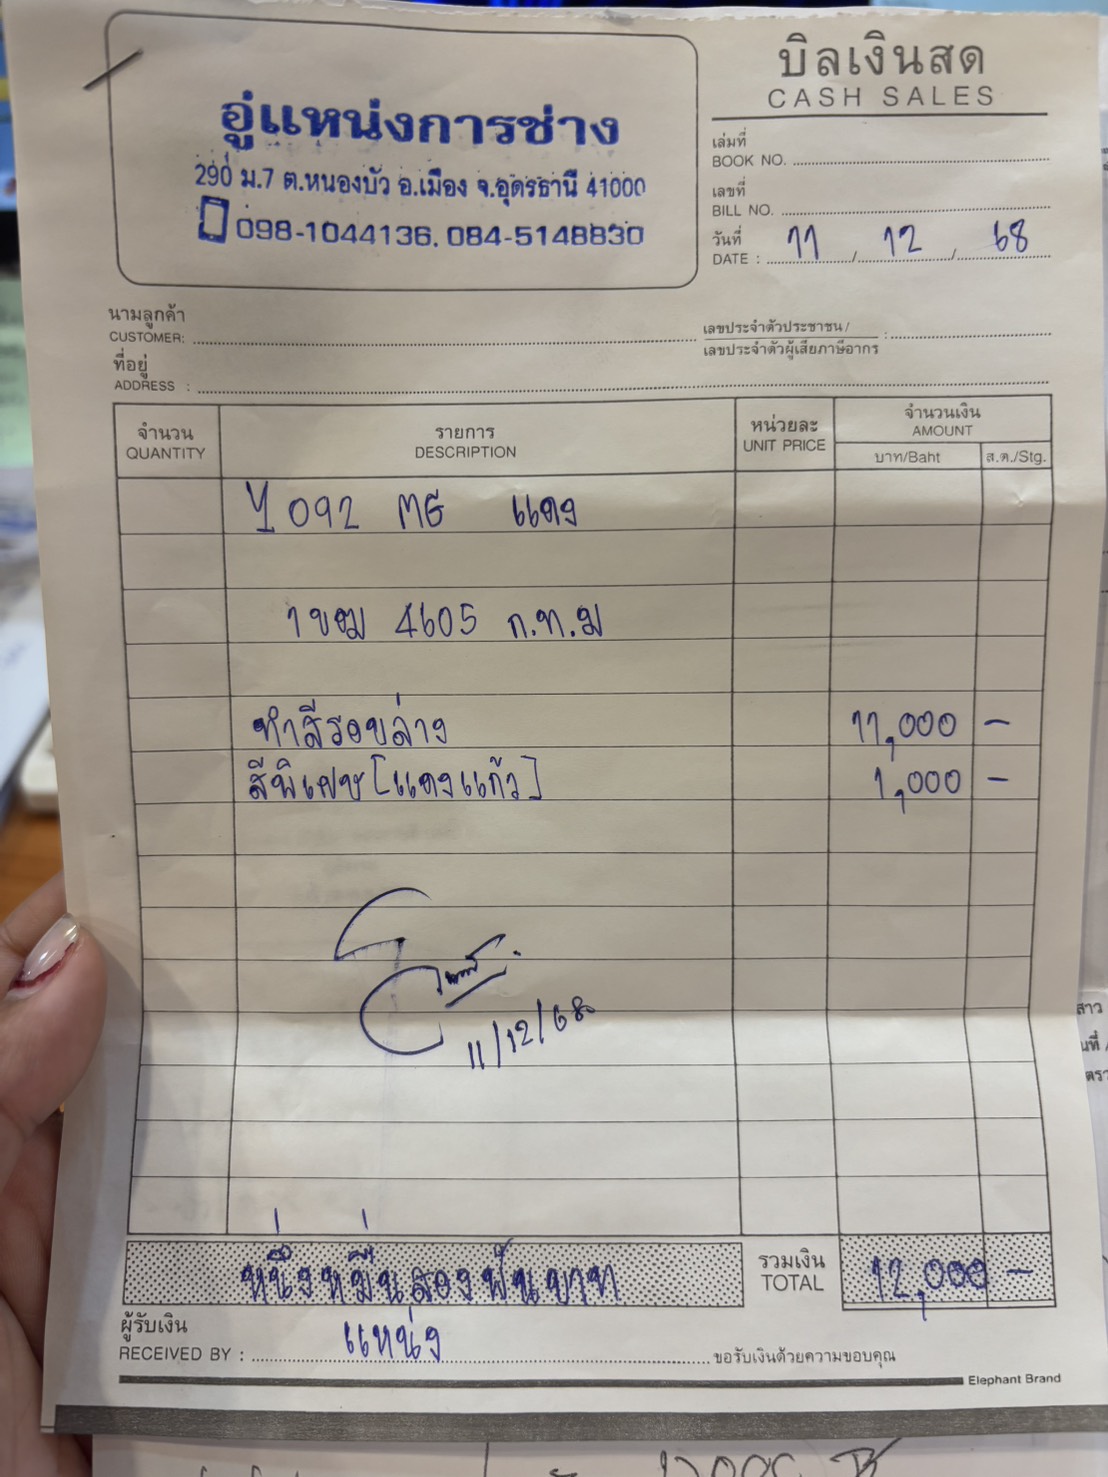 บิลเงินสด
CASH SALES
อู่แหน่งการช่าง
290 ม.7 ต.หนองบัว อ.เมือง จ.อุดรธานี 41000
098-1044136, 084-5148830
เล่มที่
BOOK NO.
เลขที่
BILL NO.
วันที่
DATE : 11 / 12 / 68
นามลูกค้า
CUSTOMER:
เลขประจำตัวประชาชน /
เลขประจำตัวผู้เสียภาษีอากร :
ที่อยู่
ADDRESS :
จำนวน รายการ หน่วยละ จำนวนเงิน
QUANTITY DESCRIPTION UNIT PRICE AMOUNT
บาท/Baht ส.ต./Stg.
092 MG แดง
1ขฆ 4605 ก.ท.ม
ทำสีรอบล่าง 11,000 -
สีพิเศษ [แดงแก้ว] 1,000 -
11/12/68
หนึ่งหมื่นสองพันบาท
รวมเงิน
TOTAL 12,000 -
ผู้รับเงิน
RECEIVED BY : แหน่ง ขอรับเงินด้วยความขอบคุณ
Elephant Brand